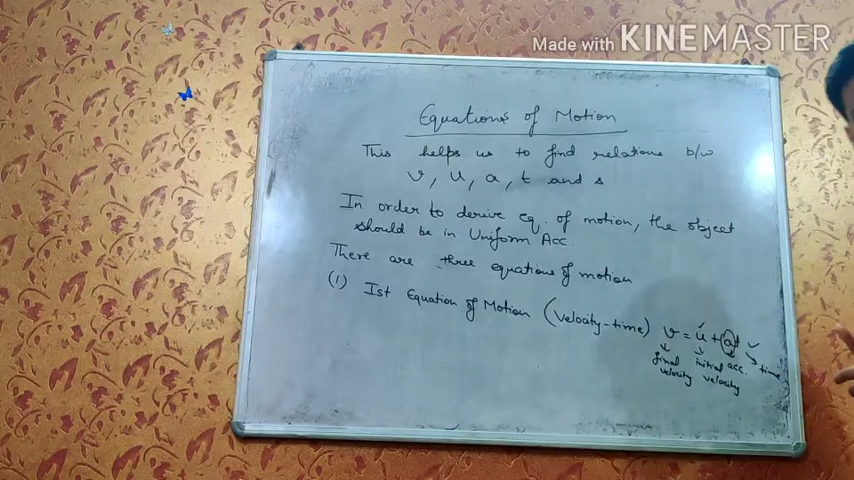 Made with KINEMASTER
Equations of Motion
This helps us to find relations b/w
v, u, a, t and s
In order to derive eq. of motion, the object
should be in Uniform Acc.
There are three equations of motion
(1) Ist Equation of Motion (Velocity-time) v = u + at
final velocity
initial velocity
acc.
time